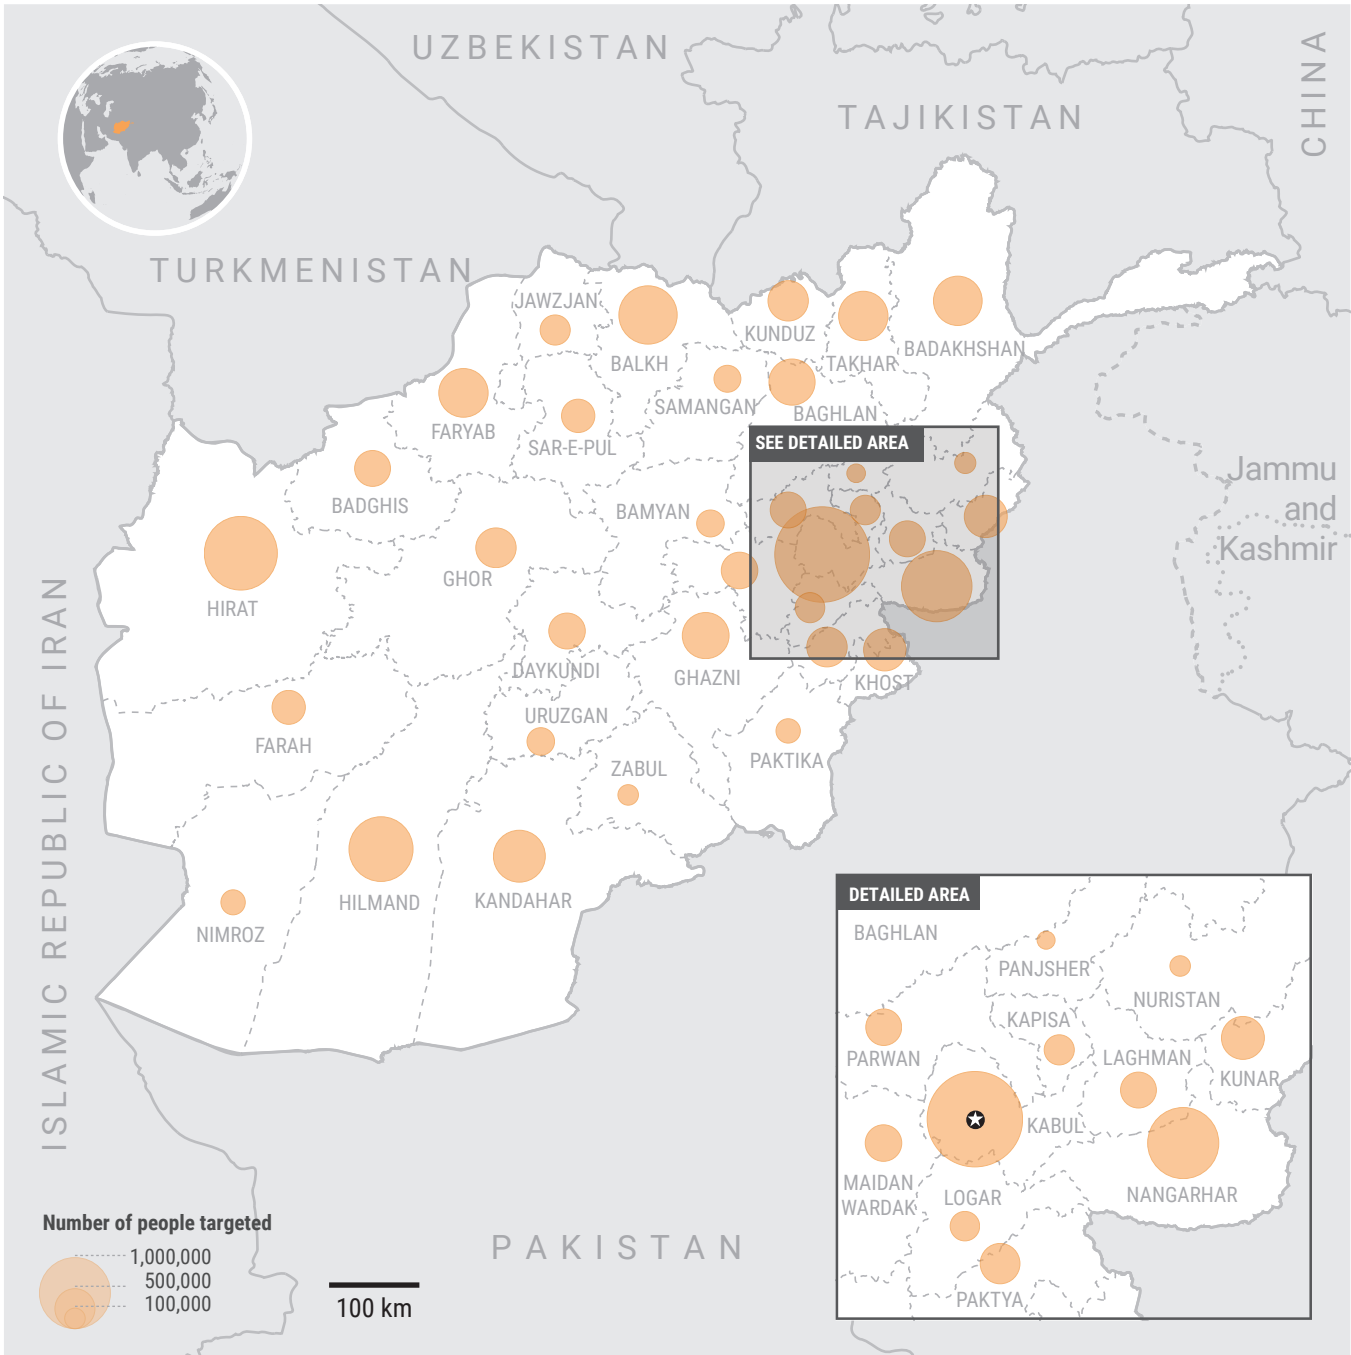 UZBEKISTAN
CHINA
TAJIKISTAN
TURKMENISTAN
JAWZJAN
BALKH
KUNDUZ
TAKHAR
BADAKHSHAN
SAMANGAN
BAGHLAN
FARYAB
SAR-E-PUL
SEE DETAILED AREA
BADGHIS
BAMYAN
Jammu
and
Kashmir
GHOR
HIRAT
ISLAMIC REPUBLIC OF IRAN
DAYKUNDI
GHAZNI
KHOST
URUZGAN
FARAH
ZABUL
PAKTIKA
HILMAND
KANDAHAR
NIMROZ
DETAILED AREA
BAGHLAN
PANJSHER
NURISTAN
KAPISA
PARWAN
LAGHMAN
KUNAR
KABUL
MAIDAN
WARDAK
LOGAR
NANGARHAR
PAKTYA
PAKISTAN
Number of people targeted
1,000,000
500,000
100,000
100 km